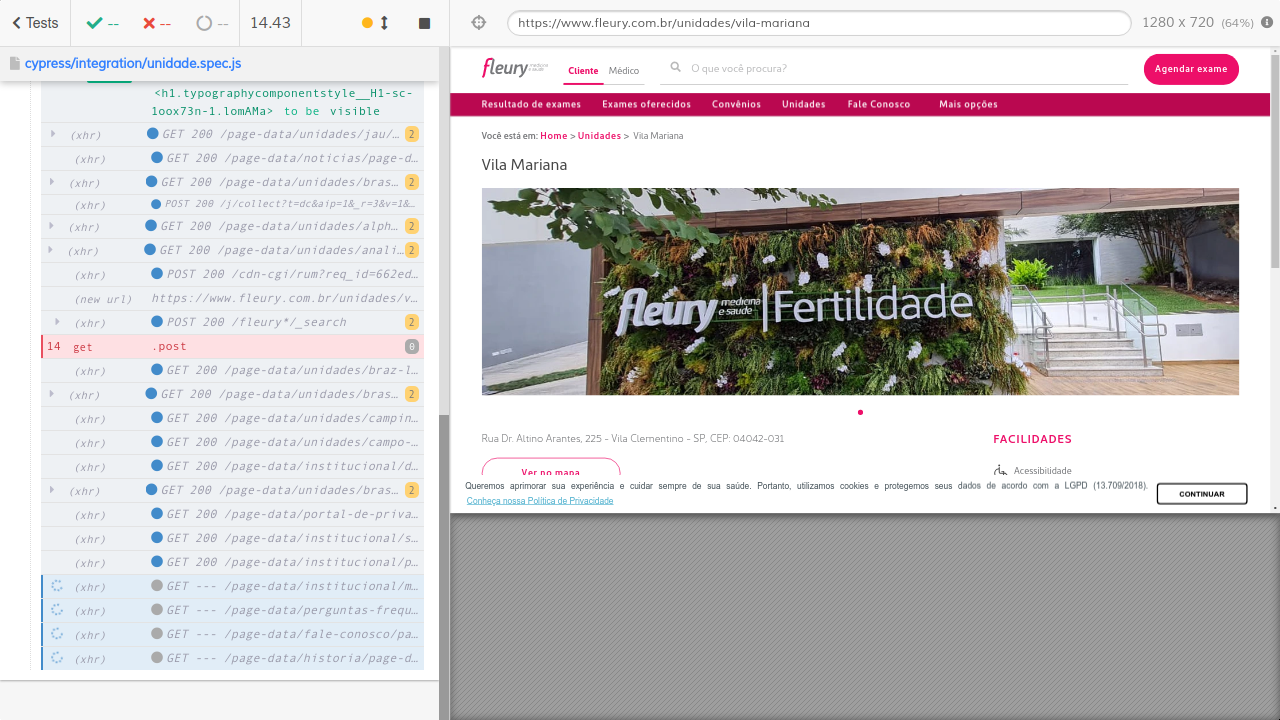 Tests
--
--
--
14.43
https://www.fleury.com.br/unidades/vila-mariana
1280 x 720 (64%)
cypress/integration/unidade.spec.js
<h1.typographycomponentstyle__H1-sc-
1oox73n-1.lomAMa> to be visible
(xhr) GET 200 /page-data/unidades/jau/… 2
(xhr) GET 200 /page-data/noticias/page-d…
(xhr) GET 200 /page-data/unidades/bras… 2
(xhr)
(xhr) GET 200 /page-data/unidades/alph… 2
(xhr) GET 200 /page-data/unidades/anali… 2
(xhr) POST 200 /cdn-cgi/rum?req_id=662ed…
(new url) https://www.fleury.com.br/unidades/v…
(xhr) POST 200 /fleury*/_search 2
14 get .post 0
(xhr) GET 200 /page-data/unidades/braz-l…
(xhr) GET 200 /page-data/unidades/bras… 2
(xhr) GET 200 /page-data/unidades/campin…
(xhr) GET 200 /page-data/unidades/campo-…
(xhr) GET 200 /page-data/institucional/d…
(xhr) GET 200 /page-data/unidades/bras… 2
(xhr) GET 200 /page-data/portal-de-priva…
(xhr) GET 200 /page-data/institucional/s…
(xhr) GET 200 /page-data/institucional/p…
(xhr) GET --- /page-data/institucional/m…
(xhr) GET --- /page-data/perguntas-frequ…
(xhr) GET --- /page-data/fale-conosco/pa…
(xhr) GET --- /page-data/historia/page-d…
fleury medicina e saúde
Cliente Médico
O que você procura?
Agendar exame
Resultado de exames Exames oferecidos Convênios Unidades Fale Conosco Mais opções
Você está em: Home > Unidades > Vila Mariana
Vila Mariana
fleury medicina e saúde | Fertilidade
Rua Dr. Altino Arantes, 225 - Vila Clementino - SP, CEP: 04042-031
FACILIDADES
Ver no mapa
Acessibilidade
Queremos aprimorar sua experiência e cuidar sempre de sua saúde. Portanto, utilizamos cookies e protegemos seus dados de acordo com a LGPD (13.709/2018).
Conheça nossa Política de Privacidade
CONTINUAR